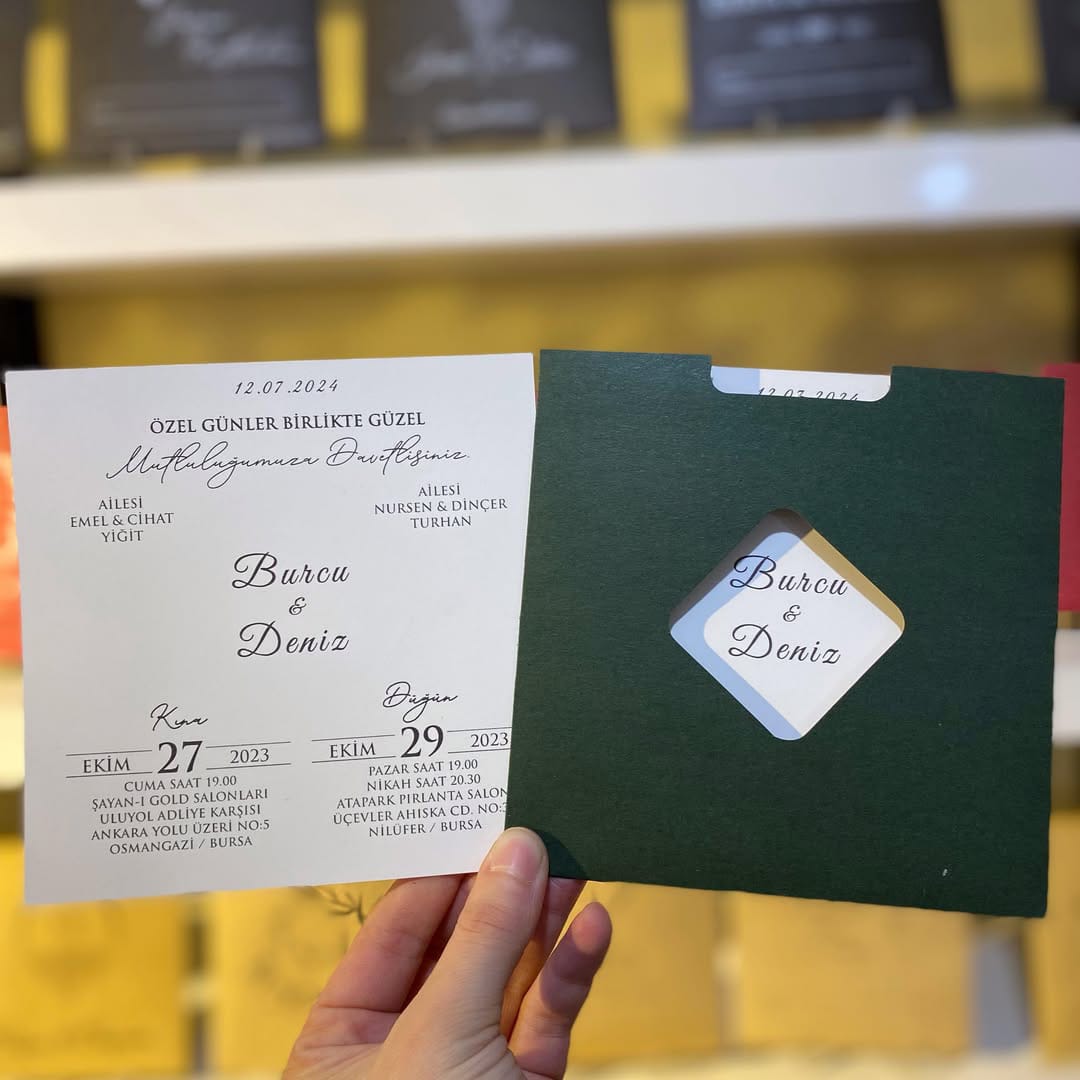 12.07.2024
ÖZEL GÜNLER BİRLİKTE GÜZEL
Mutluluğumuza Davetlisiniz.
AİLESİ
EMEL & CİHAT
YİĞİT
AİLESİ
NURSEN & DİNÇER
TURHAN
Burcu
&
Deniz
Kına
EKİM 27 2023
CUMA SAAT 19.00
ŞAYAN-I GOLD SALONLARI
ULUYOL ADLİYE KARŞISI
ANKARA YOLU ÜZERİ NO:5
OSMANGAZİ / BURSA
Düğün
EKİM 29 2023
PAZAR SAAT 19.00
NİKAH SAAT 20.30
ATAPARK PIRLANTA SALON
ÜÇEVLER AHISKA CD. NO:
NİLÜFER / BURSA
12.07.2024
Burcu
&
Deniz